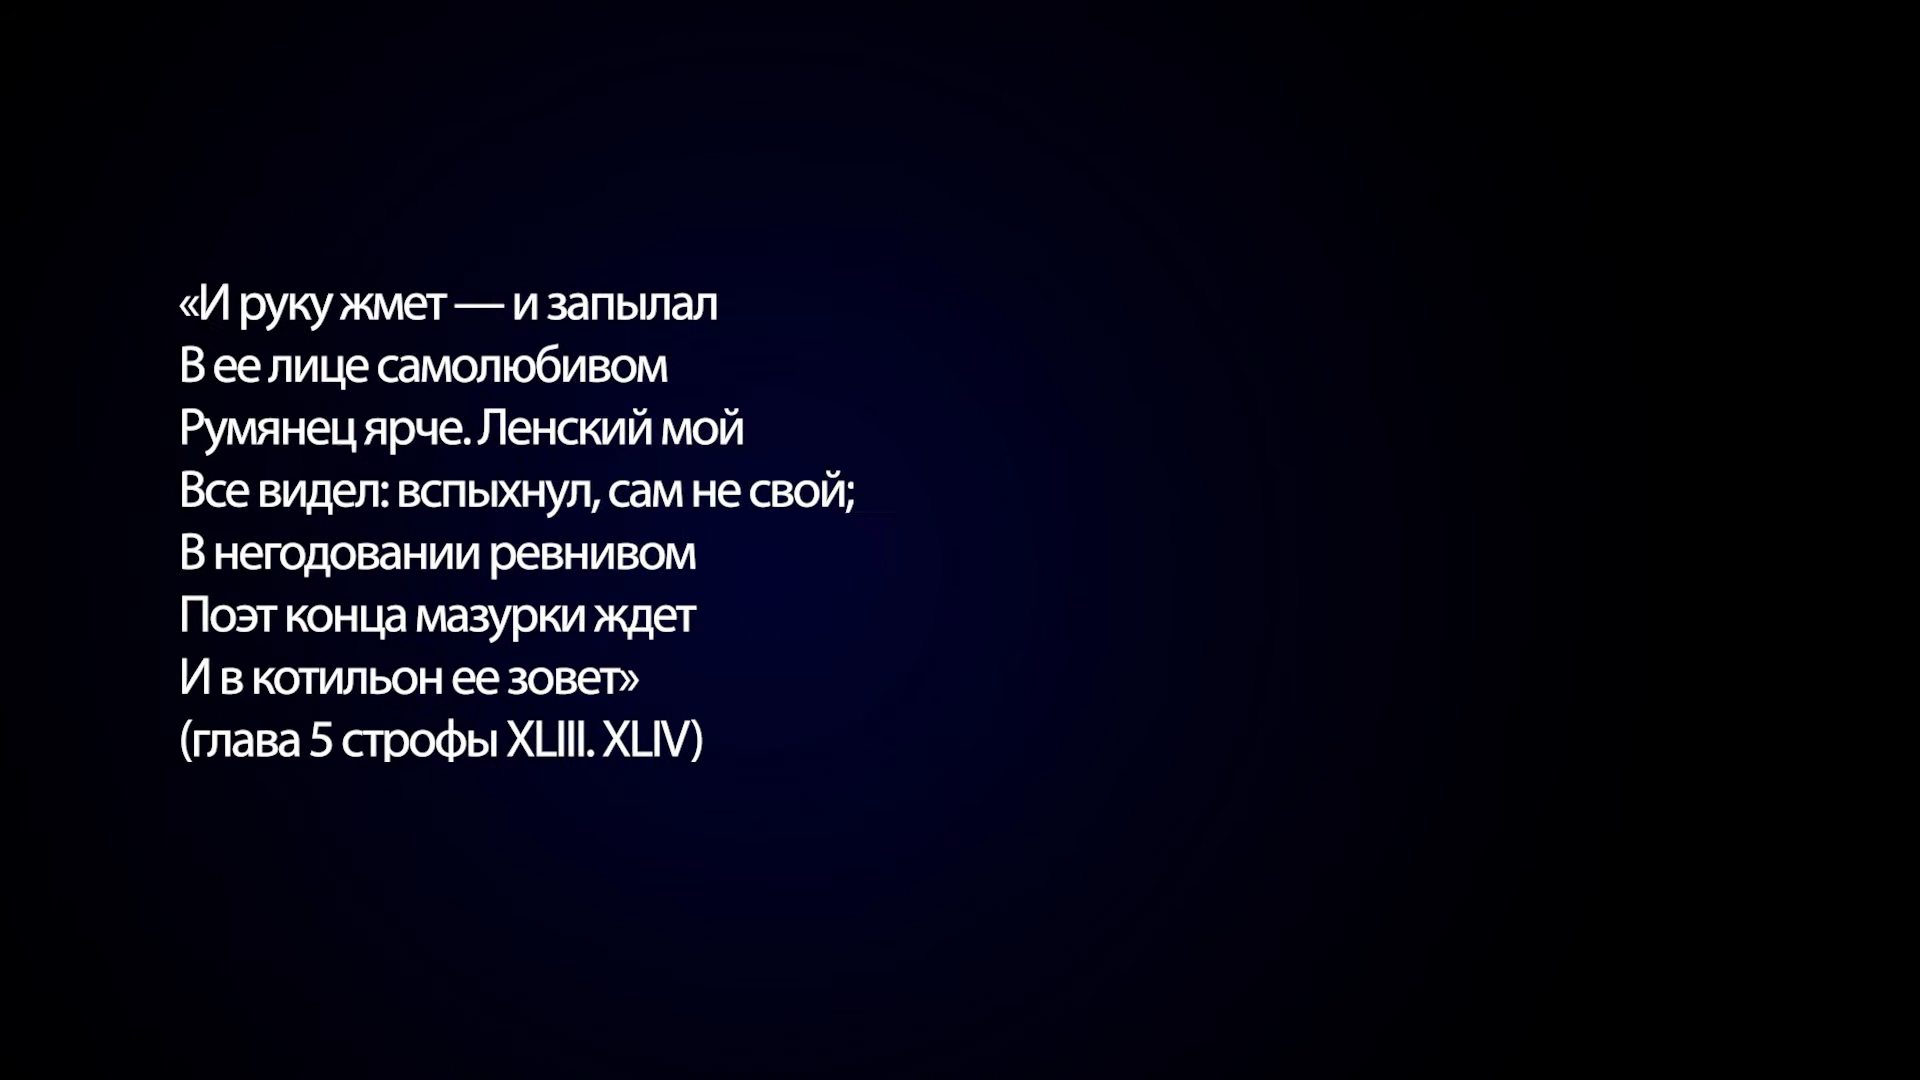 «И руку жмет — и запылал
В ее лице самолюбивом
Румянец ярче. Ленский мой
Все видел: вспыхнул, сам не свой;
В негодовании ревнивом
Поэт конца мазурки ждет
И в котильон ее зовет»
(глава 5 строфы XLIII. XLIV)